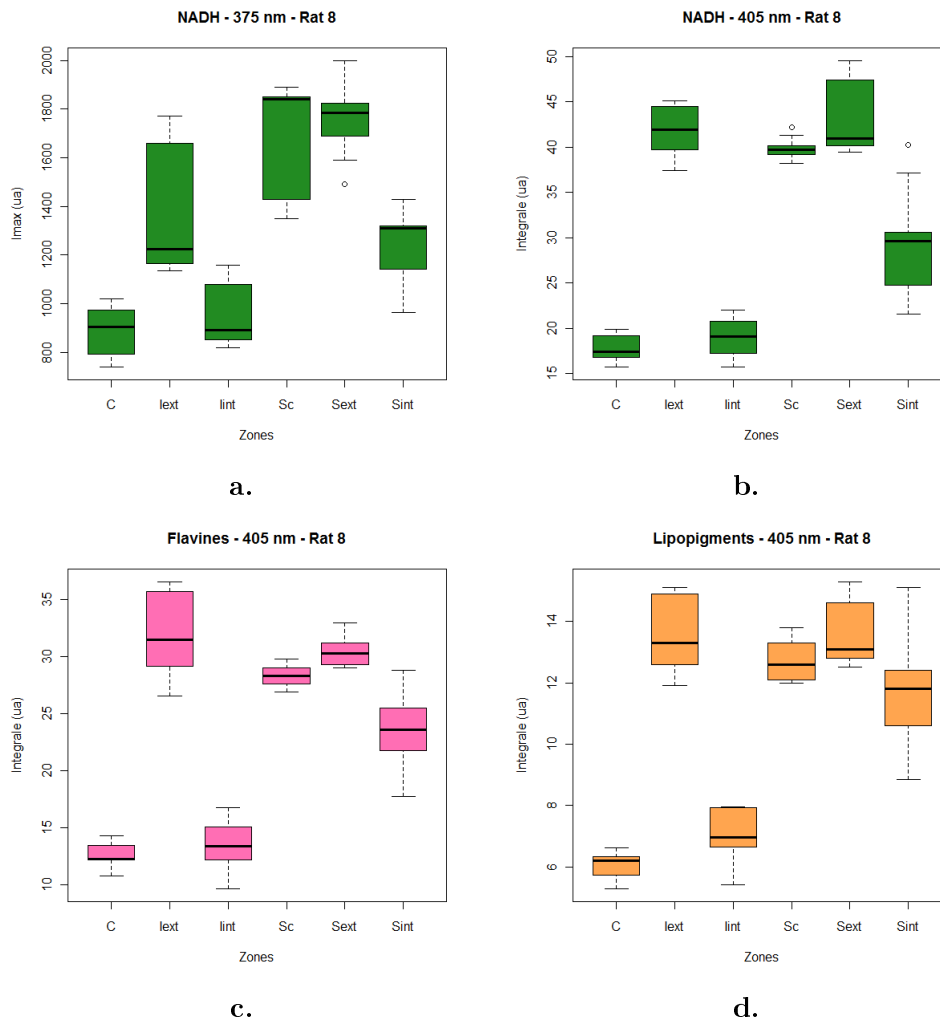 NADH - 375 nm - Rat 8
Imax (ua)
2000
1800
1600
1400
1200
1000
800
C Iext Iint Sc Sext Sint
Zones
a.
NADH - 405 nm - Rat 8
Integrale (ua)
50
45
40
35
30
25
20
15
C Iext Iint Sc Sext Sint
Zones
b.
Flavines - 405 nm - Rat 8
Integrale (ua)
35
30
25
20
15
10
C Iext Iint Sc Sext Sint
Zones
c.
Lipopigments - 405 nm - Rat 8
Integrale (ua)
14
12
10
8
6
C Iext Iint Sc Sext Sint
Zones
d.